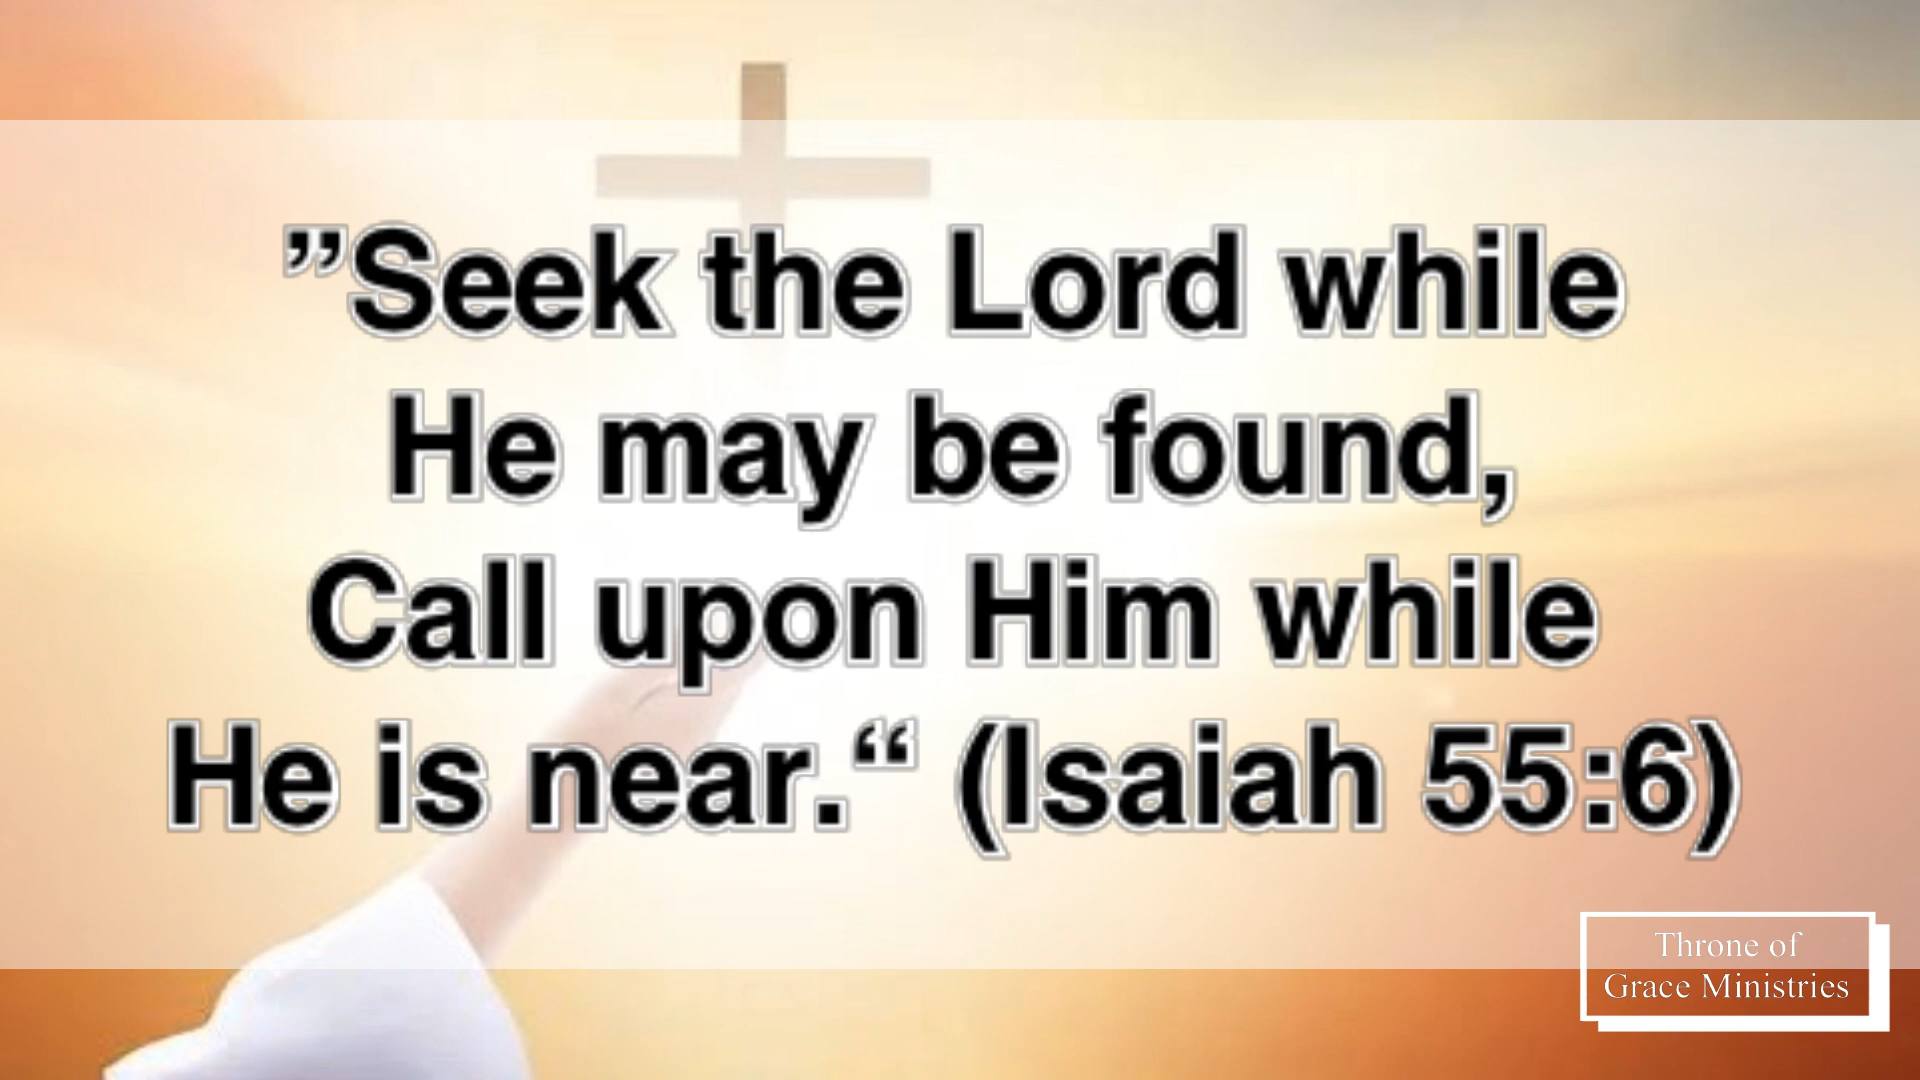 ”Seek the Lord while
He may be found,
Call upon Him while
He is near.“ (Isaiah 55:6)
Throne of
Grace Ministries